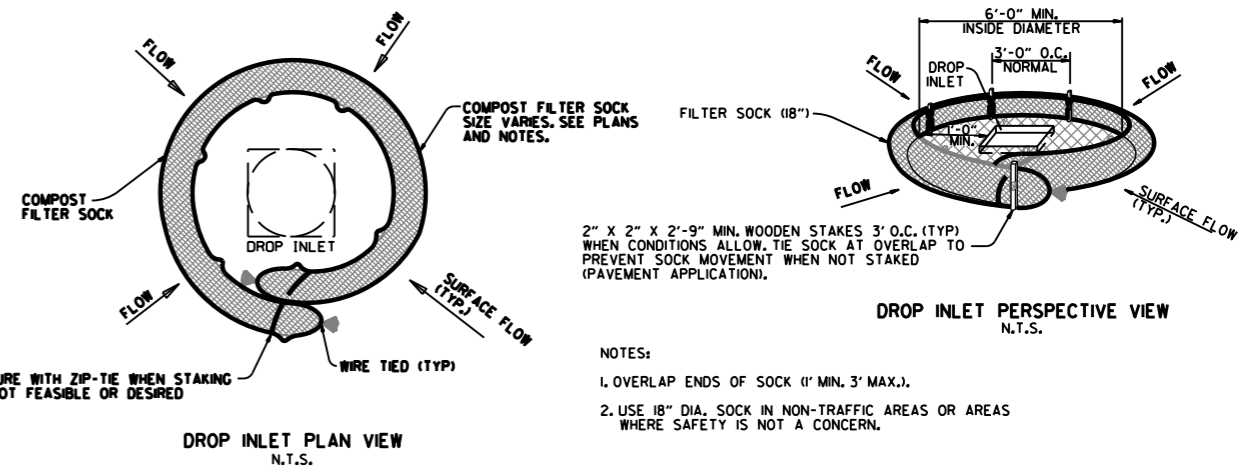 FLOW
FLOW
COMPOST FILTER SOCK
SIZE VARIES. SEE PLANS
AND NOTES.
COMPOST
FILTER SOCK
DROP INLET
FLOW
SURFACE FLOW
(TYP.)
WIRE TIED (TYP)
URE WITH ZIP-TIE WHEN STAKING
OT FEASIBLE OR DESIRED
DROP INLET PLAN VIEW
N.T.S.
6'-0" MIN.
INSIDE DIAMETER
3'-0" O.C.
NORMAL
DROP
INLET
FLOW
FLOW
FILTER SOCK (18")
1'-0"
MIN.
FLOW
SURFACE FLOW
(TYP.)
2" X 2" X 2'-9" MIN. WOODEN STAKES 3' O.C. (TYP)
WHEN CONDITIONS ALLOW. TIE SOCK AT OVERLAP TO
PREVENT SOCK MOVEMENT WHEN NOT STAKED
(PAVEMENT APPLICATION).
DROP INLET PERSPECTIVE VIEW
N.T.S.
NOTES:
1. OVERLAP ENDS OF SOCK (1' MIN. 3' MAX.).
2. USE 18" DIA. SOCK IN NON-TRAFFIC AREAS OR AREAS
WHERE SAFETY IS NOT A CONCERN.